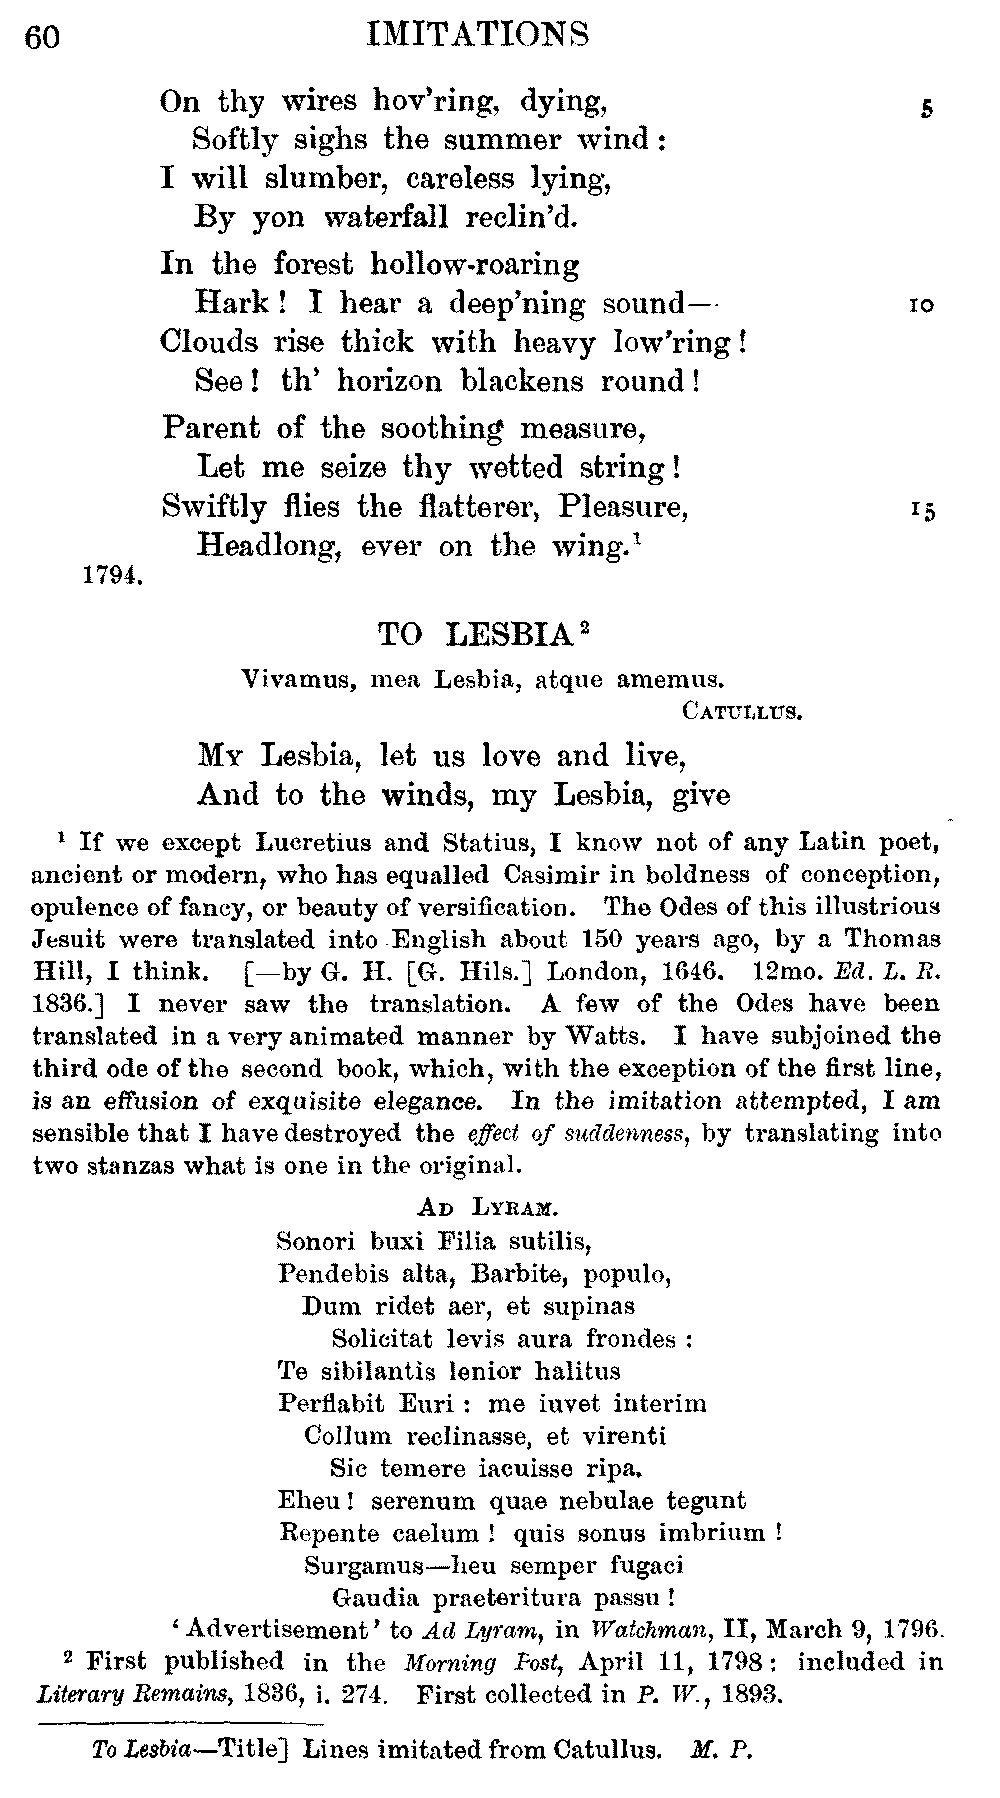 60 IMITATIONS
On thy wires hov'ring, dying, 5
Softly sighs the summer wind :
I will slumber, careless lying,
By yon waterfall reclin'd.
In the forest hollow-roaring
Hark ! I hear a deep'ning sound— 10
Clouds rise thick with heavy low'ring !
See ! th' horizon blackens round !
Parent of the soothing measure,
Let me seize thy wetted string !
Swiftly flies the flatterer, Pleasure, 15
Headlong, ever on the wing.¹
1794.
TO LESBIA²
Vivamus, mea Lesbia, atque amemus.
CATULLUS.
MY Lesbia, let us love and live,
And to the winds, my Lesbia, give
¹ If we except Lucretius and Statius, I know not of any Latin poet,
ancient or modern, who has equalled Casimir in boldness of conception,
opulence of fancy, or beauty of versification. The Odes of this illustrious
Jesuit were translated into English about 150 years ago, by a Thomas
Hill, I think. [—by G. H. [G. Hils.] London, 1646. 12mo. Ed. L. R.
1836.] I never saw the translation. A few of the Odes have been
translated in a very animated manner by Watts. I have subjoined the
third ode of the second book, which, with the exception of the first line,
is an effusion of exquisite elegance. In the imitation attempted, I am
sensible that I have destroyed the effect of suddenness, by translating into
two stanzas what is one in the original.
AD LYRAM.
Sonori buxi Filia sutilis,
Pendebis alta, Barbite, populo,
Dum ridet aer, et supinas
Solicitat levis aura frondes :
Te sibilantis lenior halitus
Perflabit Euri : me iuvet interim
Collum reclinasse, et virenti
Sic temere iacuisse ripa.
Eheu ! serenum quae nebulae tegunt
Repente caelum ! quis sonus imbrium !
Surgamus—heu semper fugaci
Gaudia praeteritura passu !
'Advertisement' to Ad Lyram, in Watchman, II, March 9, 1796.
² First published in the Morning Post, April 11, 1798 : included in
Literary Remains, 1836, i. 274. First collected in P. W., 1893.
To Lesbia—Title] Lines imitated from Catullus. M. P.